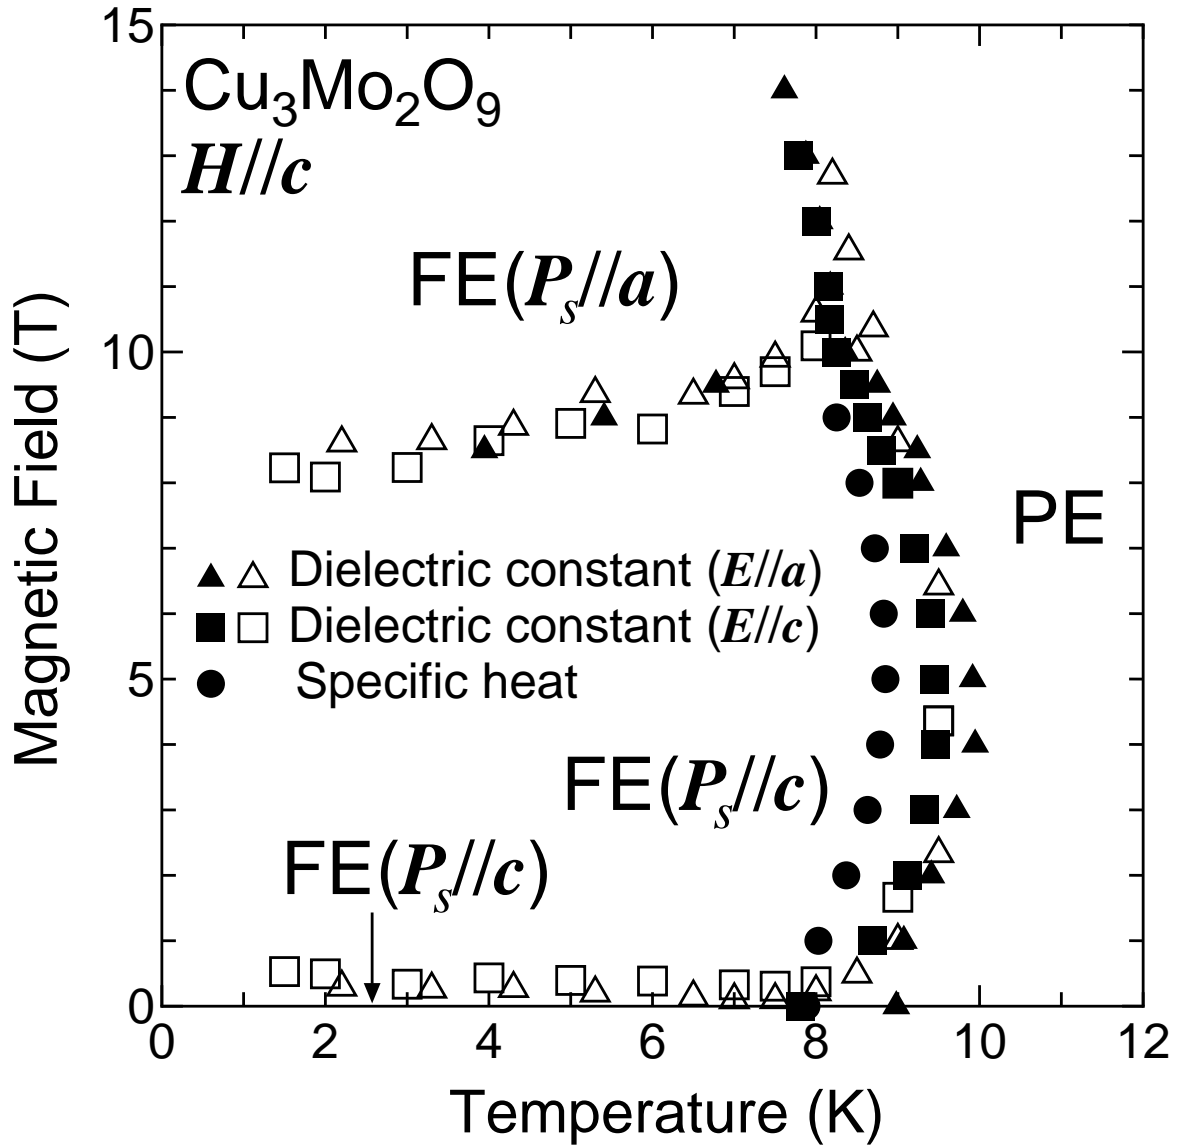 Cu₃Mo₂O₉
H//c
FE(Pₛ//a)
PE
Dielectric constant (E//a)
Dielectric constant (E//c)
Specific heat
FE(Pₛ//c)
FE(Pₛ//c)
Magnetic Field (T)
15
10
5
0
0 2 4 6 8 10 12
Temperature (K)